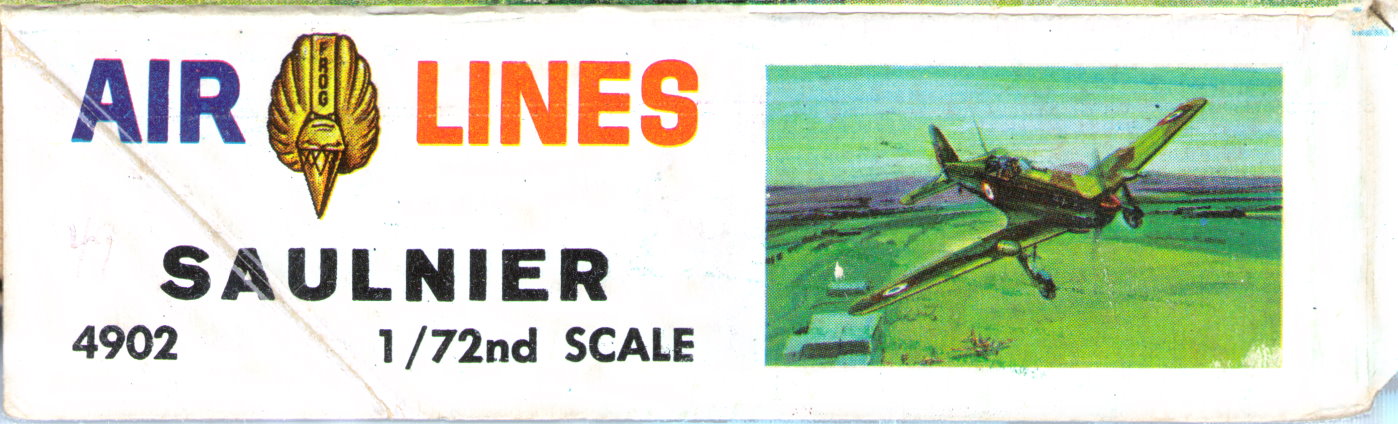 AIR FROG LINES
SAULNIER
4902 1/72nd SCALE